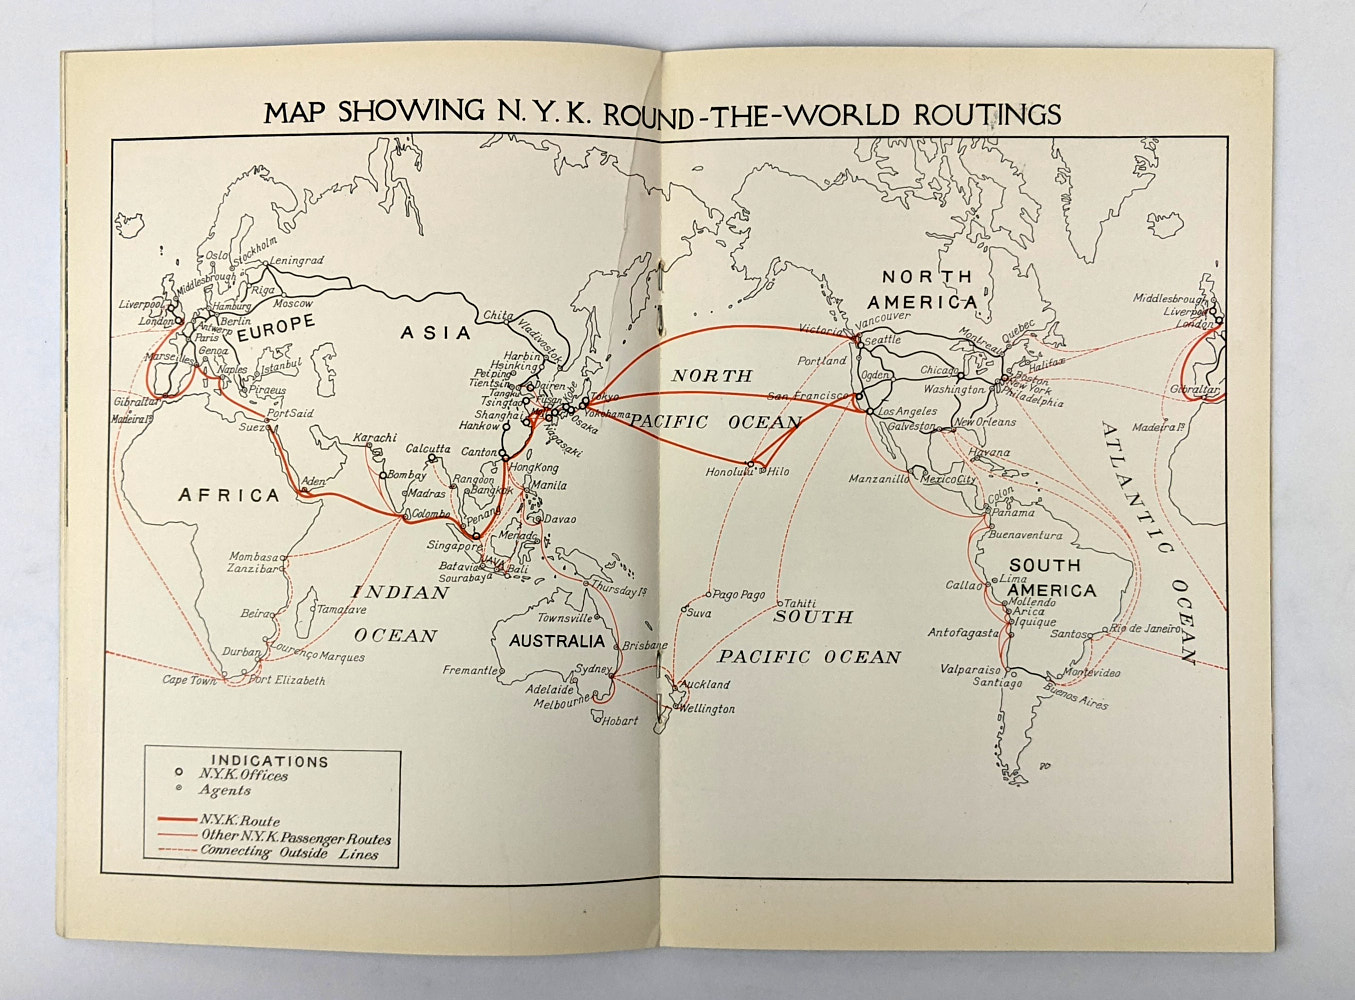 MAP SHOWING N.Y.K. ROUND-THE-WORLD ROUTINGS
Oslo
Stockholm
Leningrad
Middlesbrough
Riga
Moscow
Liverpool
Hamburg
London
Berlin
Antwerp
Paris
EUROPE
ASIA
Marseilles
Genoa
Naples
Istanbul
Piraeus
Gibraltar
Madeira Is
Port Said
Suez
Chita
Vladivostok
Harbin
Hsinking
Peiping
Tientsin
Dairen
Tangku
Tsingtao
Shanghai
Hankow
Kobe
Tokyo
Yokohama
Osaka
Nagasaki
Karachi
Calcutta
Canton
HongKong
Bombay
Rangoon
Bangkok
Manila
Madras
Aden
AFRICA
Colombo
Penang
Davao
Singapore
Menado
Mombasa
Zanzibar
Batavia
JAVA
Bali
Sourabaya
Thursday Is
INDIAN
OCEAN
Beira
Tamatave
Townsville
AUSTRALIA
Durban
Lourenço Marques
Brisbane
Cape Town
Port Elizabeth
Fremantle
Sydney
Adelaide
Melbourne
Hobart
Auckland
Wellington
NORTH
AMERICA
Victoria
Vancouver
Seattle
Portland
Ogden
Chicago
Montreal
Quebec
Halifax
Boston
New York
Philadelphia
Washington
NORTH
PACIFIC OCEAN
San Francisco
Los Angeles
Galveston
New Orleans
Honolulu
Hilo
Havana
Manzanillo
Mexico City
Colon
Panama
Buenaventura
Middlesbrough
Liverpool
London
Gibraltar
Madeira Is
ATLANTIC
OCEAN
SOUTH
AMERICA
Callao
Lima
Mollendo
Arica
Iquique
Antofagasta
Santos
Rio de Janeiro
Valparaiso
Santiago
Montevideo
Buenos Aires
Pago Pago
Suva
Tahiti
SOUTH
PACIFIC OCEAN
INDICATIONS
N.Y.K. Offices
Agents
N.Y.K. Route
Other N.Y.K. Passenger Routes
Connecting Outside Lines